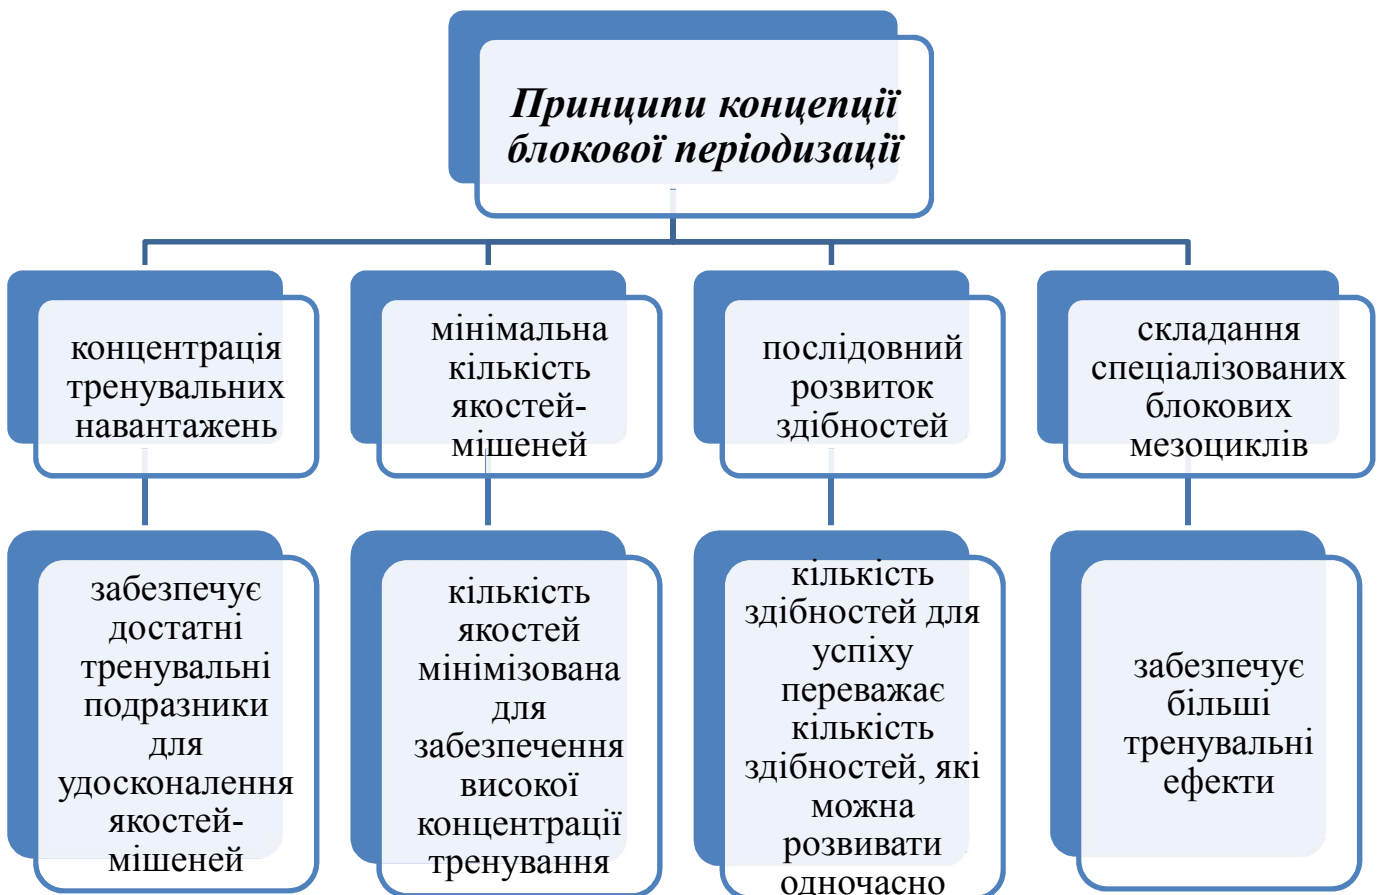 Принципи концепції
блокової періодизації
концентрація
тренувальних
навантажень
мінімальна
кількість
якостей-
мішеней
послідовний
розвиток
здібностей
складання
спеціалізованих
блокових
мезоциклів
забезпечує
достатні
тренувальні
подразники
для
удосконалення
якостей-
мішеней
кількість
якостей
мінімізована
для
забезпечення
високої
концентрації
тренування
кількість
здібностей для
успіху
переважає
кількість
здібностей, які
можна
розвивати
одночасно
забезпечує
більші
тренувальні
ефекти